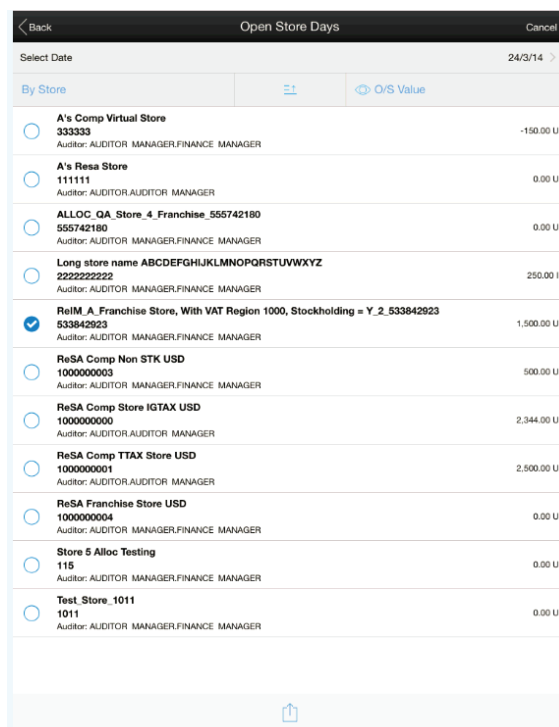 Back Open Store Days Cancel
Select Date 24/3/14
By Store O/S Value
A's Comp Virtual Store
333333 -150.00 U
Auditor: AUDITOR MANAGER.FINANCE MANAGER
A's Resa Store
111111 0.00 U
Auditor: AUDITOR.AUDITOR MANAGER
ALLOC_QA_Store_4_Franchise_555742180
555742180 0.00 U
Auditor: AUDITOR MANAGER.FINANCE MANAGER
Long store name ABCDEFGHIJKLMNOPQRSTUVWXYZ
2222222222 250.00 I
Auditor: AUDITOR MANAGER.FINANCE MANAGER
RelM_A_Franchise Store, With VAT Region 1000, Stockholding = Y_2_533842923
533842923 1,500.00 U
Auditor: AUDITOR MANAGER.FINANCE MANAGER
ReSA Comp Non STK USD
1000000003 500.00 U
Auditor: AUDITOR MANAGER.FINANCE MANAGER
ReSA Comp Store IGTAX USD
1000000000 2,344.00 U
Auditor: AUDITOR.AUDITOR MANAGER
ReSA Comp TTAX Store USD
1000000001 2,500.00 U
Auditor: AUDITOR.AUDITOR MANAGER
ReSA Franchise Store USD
1000000004 0.00 U
Auditor: AUDITOR MANAGER.FINANCE MANAGER
Store 5 Alloc Testing
115 0.00 U
Auditor: AUDITOR MANAGER.FINANCE MANAGER
Test_Store_1011
1011 0.00 U
Auditor: AUDITOR MANAGER.FINANCE MANAGER